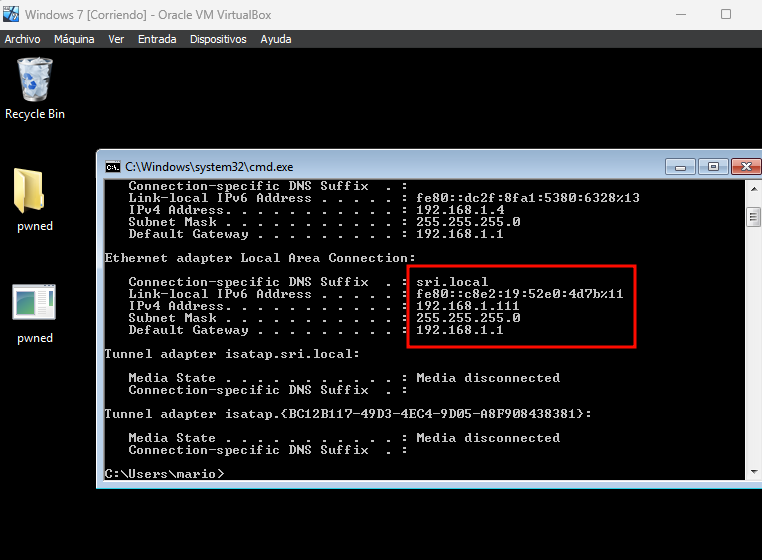 Windows 7 [Corriendo] - Oracle VM VirtualBox
Archivo Máquina Ver Entrada Dispositivos Ayuda
Recycle Bin
pwned
pwned
C:\Windows\system32\cmd.exe
Connection-specific DNS Suffix . :
Link-local IPv6 Address . . . . . : fe80::dc2f:8fa1:5380:6328%13
IPv4 Address. . . . . . . . . . . : 192.168.1.4
Subnet Mask . . . . . . . . . . . : 255.255.255.0
Default Gateway . . . . . . . . . : 192.168.1.1
Ethernet adapter Local Area Connection:
Connection-specific DNS Suffix . : sri.local
Link-local IPv6 Address . . . . . : fe80::c8e2:19:52e0:4d7b%11
IPv4 Address. . . . . . . . . . . : 192.168.1.111
Subnet Mask . . . . . . . . . . . : 255.255.255.0
Default Gateway . . . . . . . . . : 192.168.1.1
Tunnel adapter isatap.sri.local:
Media State . . . . . . . . . . . : Media disconnected
Connection-specific DNS Suffix . :
Tunnel adapter isatap.{BC12B117-49D3-4EC4-9D05-A8F908438381}:
Media State . . . . . . . . . . . : Media disconnected
Connection-specific DNS Suffix . :
C:\Users\mario>